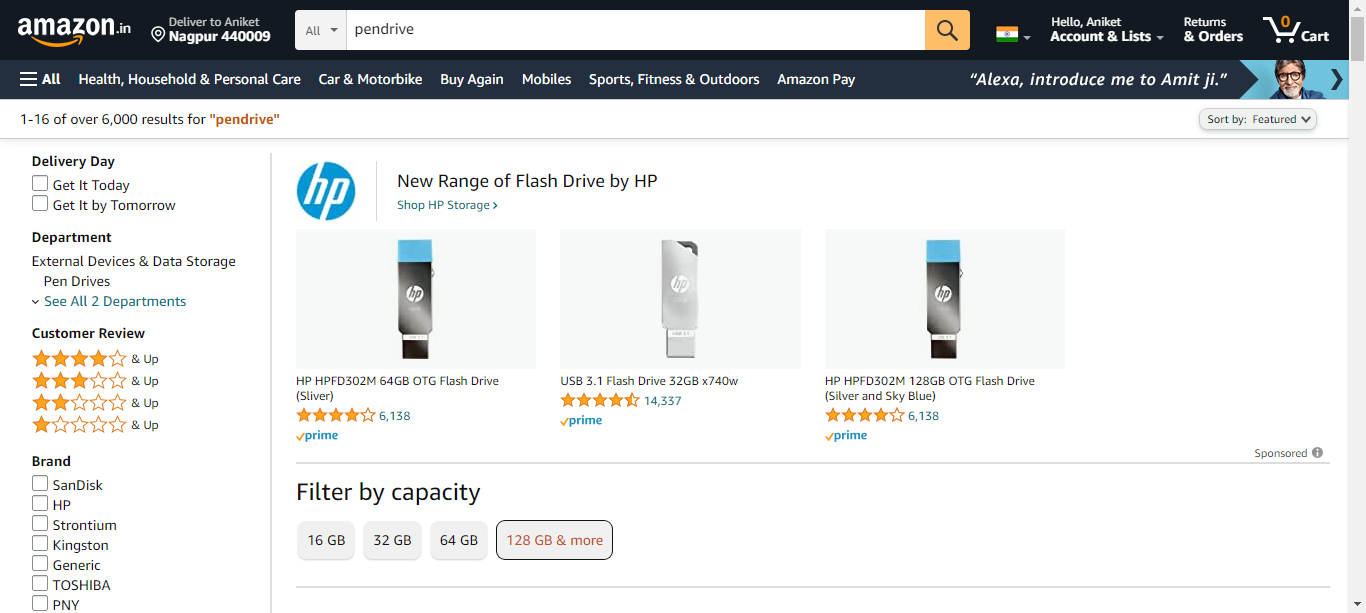 amazon.in
Deliver to Aniket
Nagpur 440009
All
pendrive
Hello, Aniket
Account & Lists
Returns
& Orders
0
Cart
All
Health, Household & Personal Care
Car & Motorbike
Buy Again
Mobiles
Sports, Fitness & Outdoors
Amazon Pay
“Alexa, introduce me to Amit ji.”
1-16 of over 6,000 results for "pendrive"
Sort by: Featured
Delivery Day
Get It Today
Get It by Tomorrow
Department
External Devices & Data Storage
Pen Drives
See All 2 Departments
Customer Review
& Up
& Up
& Up
& Up
Brand
SanDisk
HP
Strontium
Kingston
Generic
TOSHIBA
PNY
hp
New Range of Flash Drive by HP
Shop HP Storage ›
hp
HP HPFD302M 64GB OTG Flash Drive
(Sliver)
6,138
prime
hp
USB 3.1 Flash Drive 32GB x740w
14,337
prime
hp
HP HPFD302M 128GB OTG Flash Drive
(Silver and Sky Blue)
6,138
prime
Sponsored
Filter by capacity
16 GB
32 GB
64 GB
128 GB & more